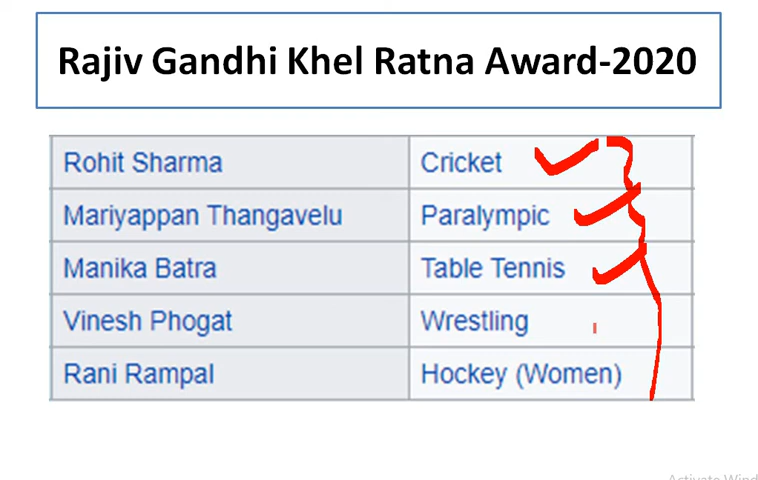 Rajiv Gandhi Khel Ratna Award-2020
Rohit Sharma Cricket
Mariyappan Thangavelu Paralympic
Manika Batra Table Tennis
Vinesh Phogat Wrestling
Rani Rampal Hockey (Women)